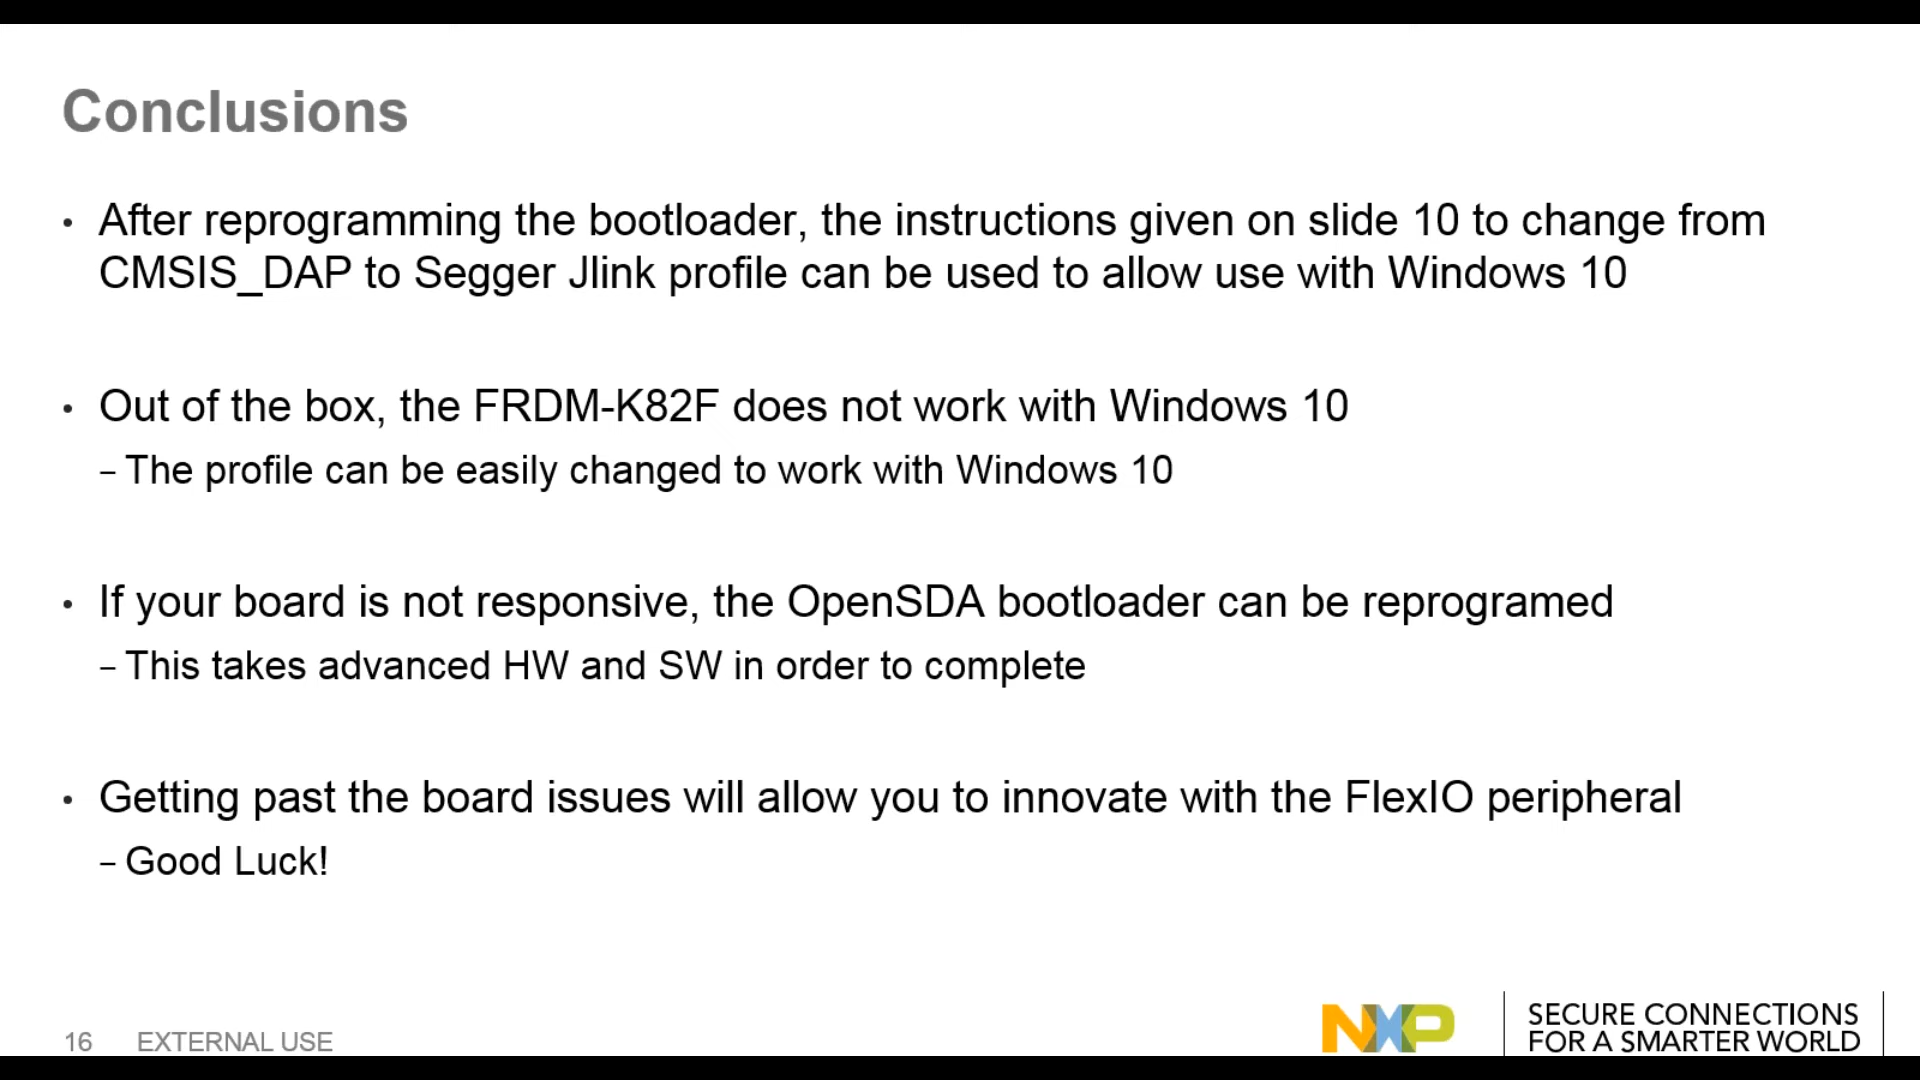 Conclusions
• After reprogramming the bootloader, the instructions given on slide 10 to change from
CMSIS_DAP to Segger Jlink profile can be used to allow use with Windows 10
• Out of the box, the FRDM-K82F does not work with Windows 10
– The profile can be easily changed to work with Windows 10
• If your board is not responsive, the OpenSDA bootloader can be reprogramed
– This takes advanced HW and SW in order to complete
• Getting past the board issues will allow you to innovate with the FlexIO peripheral
– Good Luck!
16 EXTERNAL USE
NXP
SECURE CONNECTIONS
FOR A SMARTER WORLD